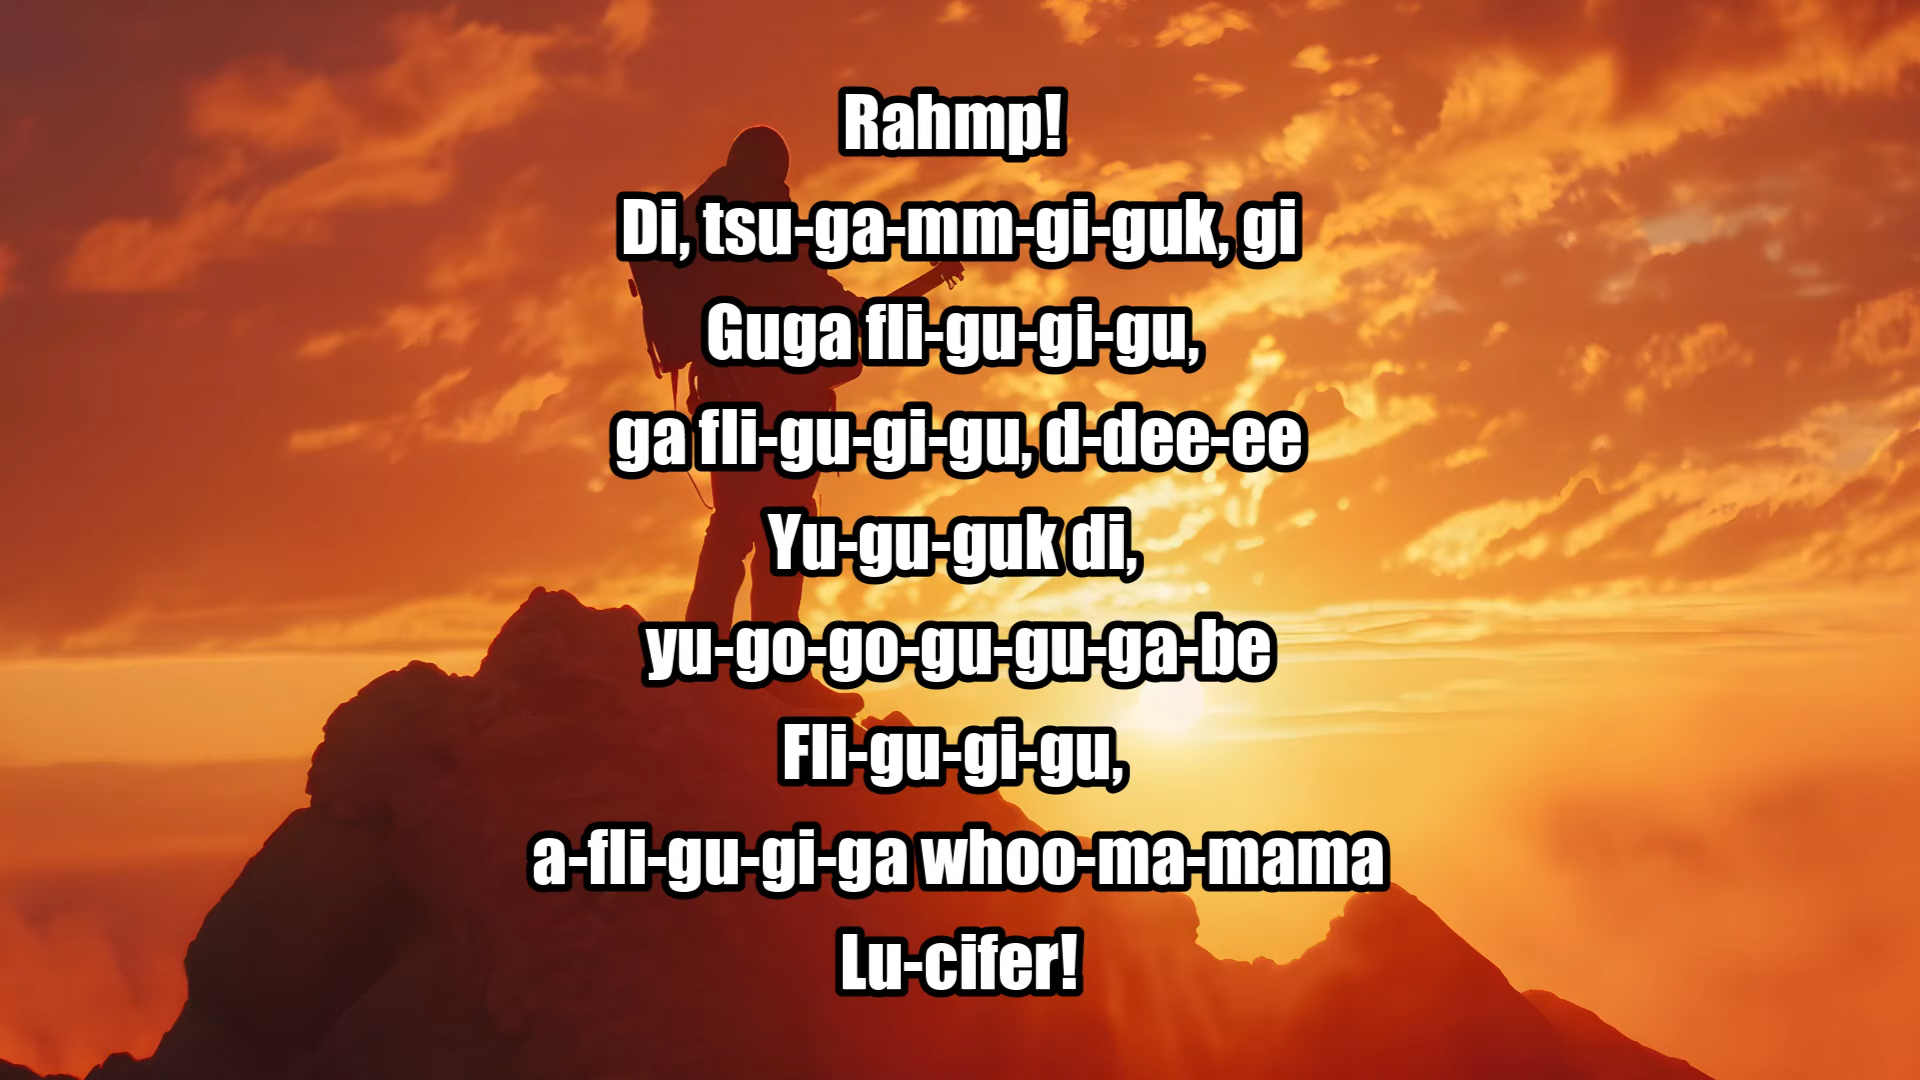 Rahmp!
Di, tsu-ga-mm-gi-guk, gi
Guga fli-gu-gi-gu,
ga fli-gu-gi-gu, d-dee-ee
Yu-gu-guk di,
yu-go-go-gu-gu-ga-be
Fli-gu-gi-gu,
a-fli-gu-gi-ga whoo-ma-mama
Lu-cifer!